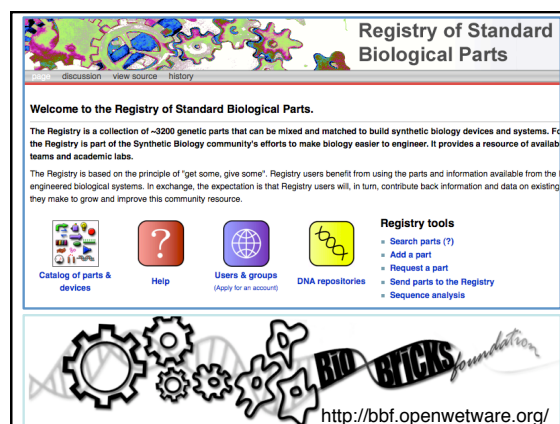 Registry of Standard
Biological Parts
page discussion view source history
Welcome to the Registry of Standard Biological Parts.
The Registry is a collection of ~3200 genetic parts that can be mixed and matched to build synthetic biology devices and systems. Fo
the Registry is part of the Synthetic Biology community's efforts to make biology easier to engineer. It provides a resource of availab
teams and academic labs.
The Registry is based on the principle of "get some, give some". Registry users benefit from using the parts and information available from the
engineered biological systems. In exchange, the expectation is that Registry users will, in turn, contribute back information and data on existing
they make to grow and improve this community resource.
Registry tools
Search parts (?)
Add a part
Request a part
Send parts to the Registry
Sequence analysis
?
Catalog of parts &
devices
Help
Users & groups
(Apply for an account)
DNA repositories
BIO BRICKS foundation
http://bbf.openwetware.org/